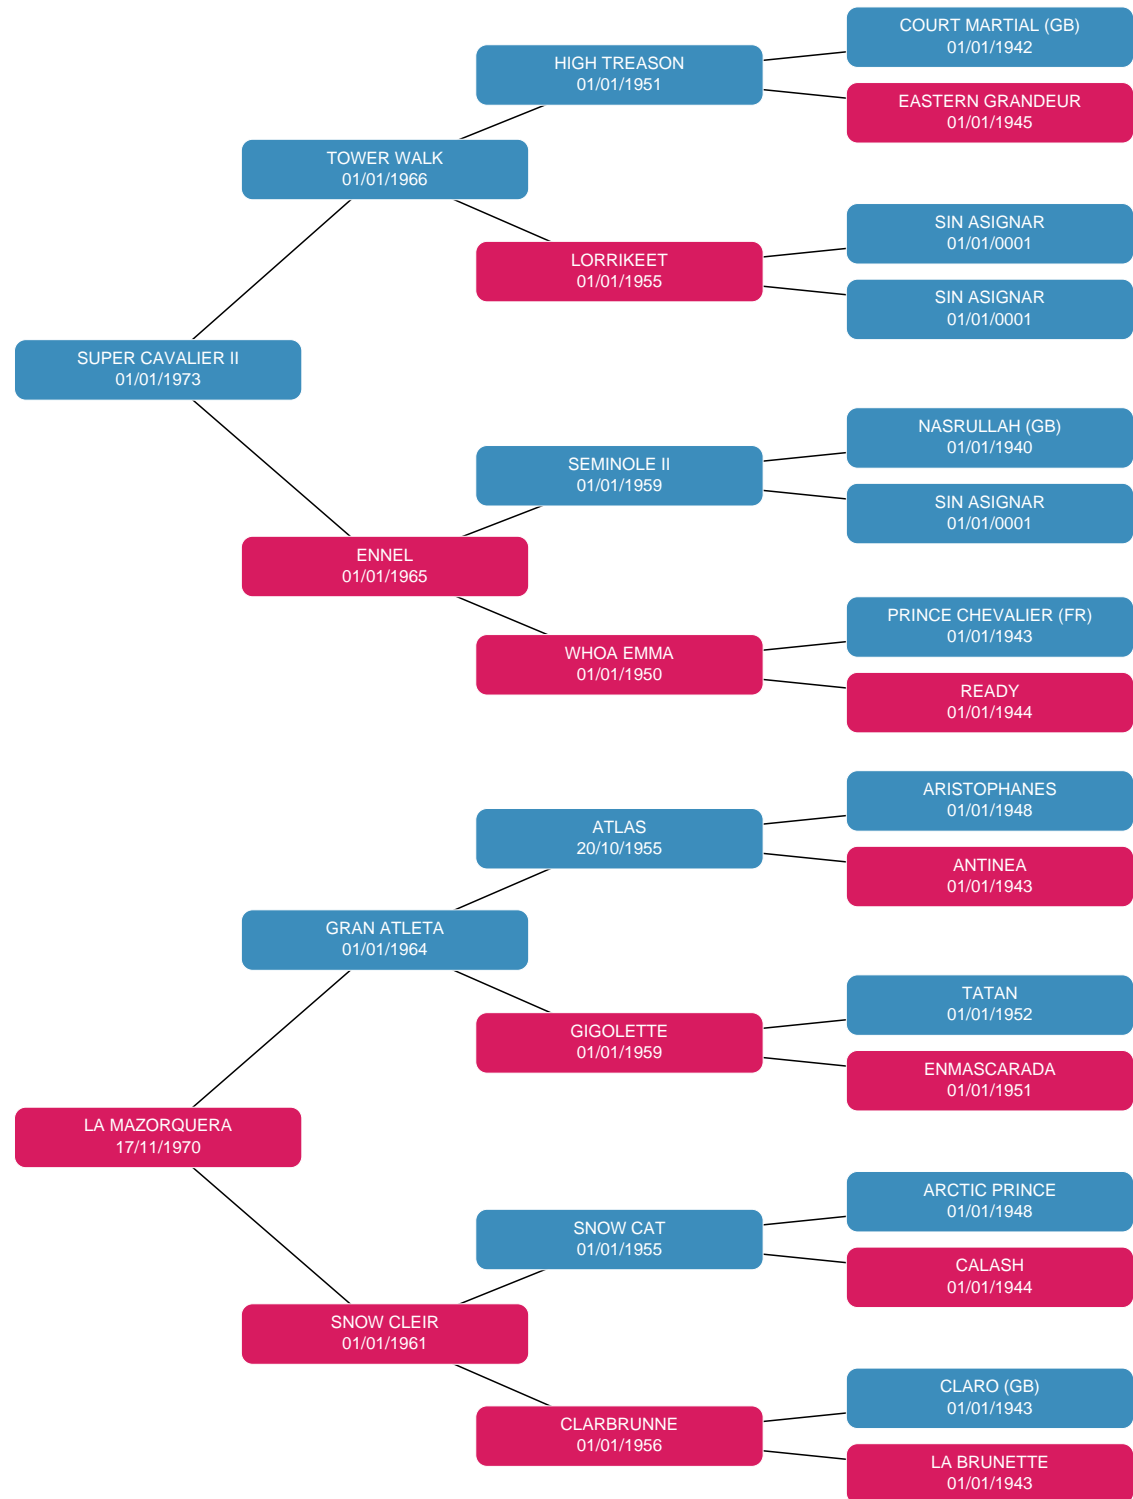 COURT MARTIAL (GB)
01/01/1942
HIGH TREASON
01/01/1951
EASTERN GRANDEUR
01/01/1945
TOWER WALK
01/01/1966
SIN ASIGNAR
01/01/0001
LORRIKEET
01/01/1955
SIN ASIGNAR
01/01/0001
SUPER CAVALIER II
01/01/1973
NASRULLAH (GB)
01/01/1940
SEMINOLE II
01/01/1959
SIN ASIGNAR
01/01/0001
ENNEL
01/01/1965
PRINCE CHEVALIER (FR)
01/01/1943
WHOA EMMA
01/01/1950
READY
01/01/1944
ARISTOPHANES
01/01/1948
ATLAS
20/10/1955
ANTINEA
01/01/1943
GRAN ATLETA
01/01/1964
TATAN
01/01/1952
GIGOLETTE
01/01/1959
ENMASCARADA
01/01/1951
LA MAZORQUERA
17/11/1970
ARCTIC PRINCE
01/01/1948
SNOW CAT
01/01/1955
CALASH
01/01/1944
SNOW CLEIR
01/01/1961
CLARO (GB)
01/01/1943
CLARBRUNNE
01/01/1956
LA BRUNETTE
01/01/1943